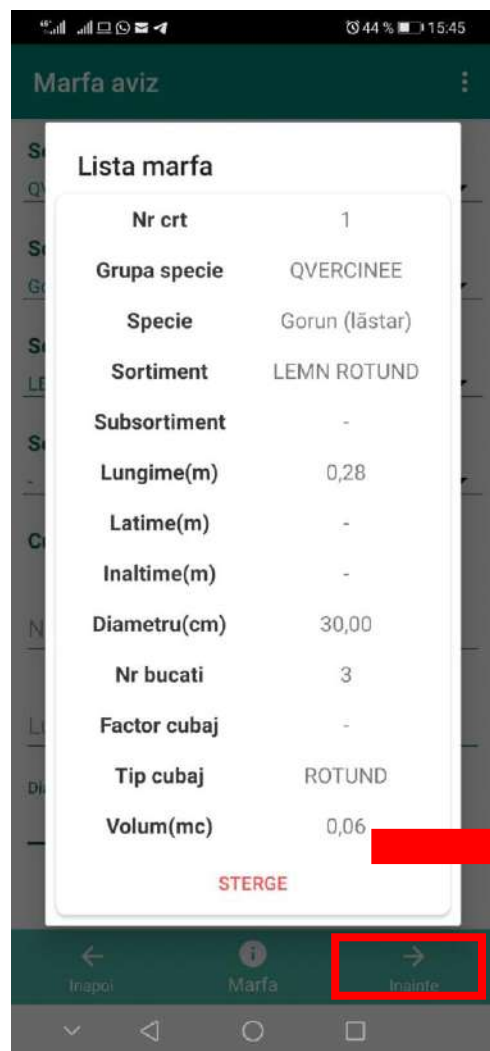 44 % 15:45
Marfa aviz
Lista marfa
Nr crt 1
Grupa specie QVERCINEE
Specie Gorun (lăstar)
Sortiment LEMN ROTUND
Subsortiment -
Lungime(m) 0,28
Latime(m) -
Inaltime(m) -
Diametru(cm) 30,00
Nr bucati 3
Factor cubaj -
Tip cubaj ROTUND
Volum(mc) 0,06
STERGE
Inapoi Marfa Inainte